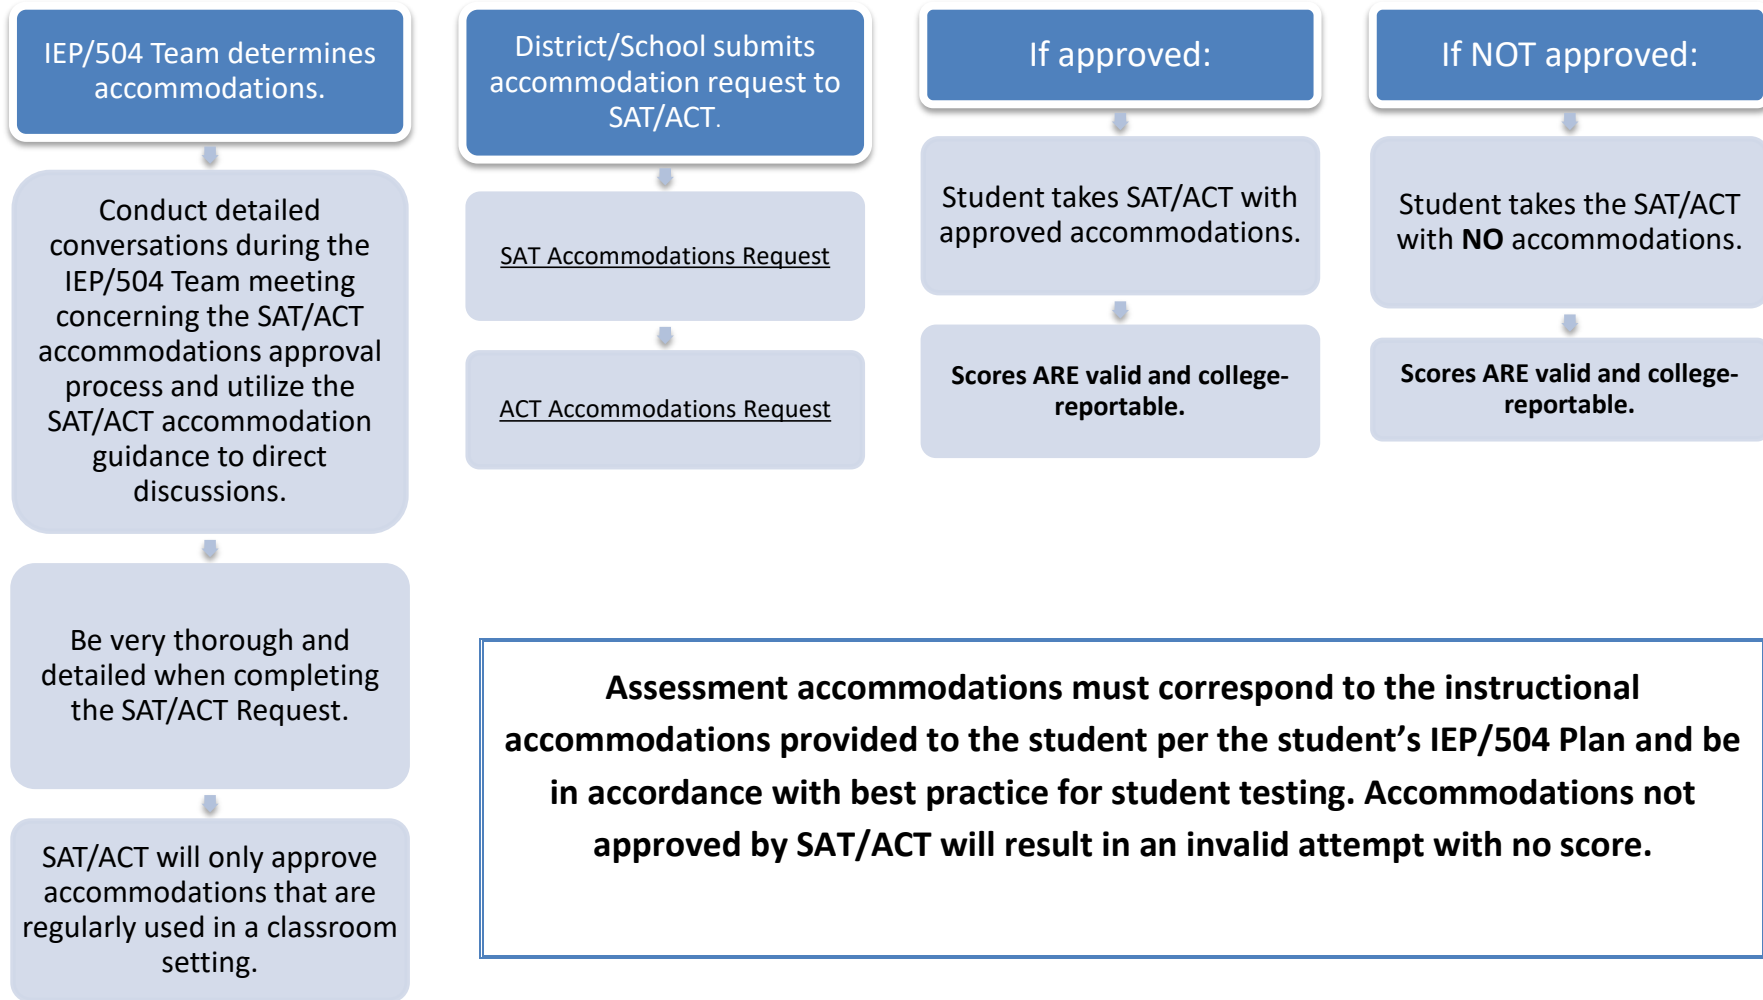 IEP/504 Team determines
accommodations.
Conduct detailed
conversations during the
IEP/504 Team meeting
concerning the SAT/ACT
accommodations approval
process and utilize the
SAT/ACT accommodation
guidance to direct
discussions.
Be very thorough and
detailed when completing
the SAT/ACT Request.
SAT/ACT will only approve
accommodations that are
regularly used in a classroom
setting.
District/School submits
accommodation request to
SAT/ACT.
SAT Accommodations Request
ACT Accommodations Request
If approved:
Student takes SAT/ACT with
approved accommodations.
Scores ARE valid and college-
reportable.
If NOT approved:
Student takes the SAT/ACT
with NO accommodations.
Scores ARE valid and college-
reportable.
Assessment accommodations must correspond to the instructional
accommodations provided to the student per the student’s IEP/504 Plan and be
in accordance with best practice for student testing. Accommodations not
approved by SAT/ACT will result in an invalid attempt with no score.